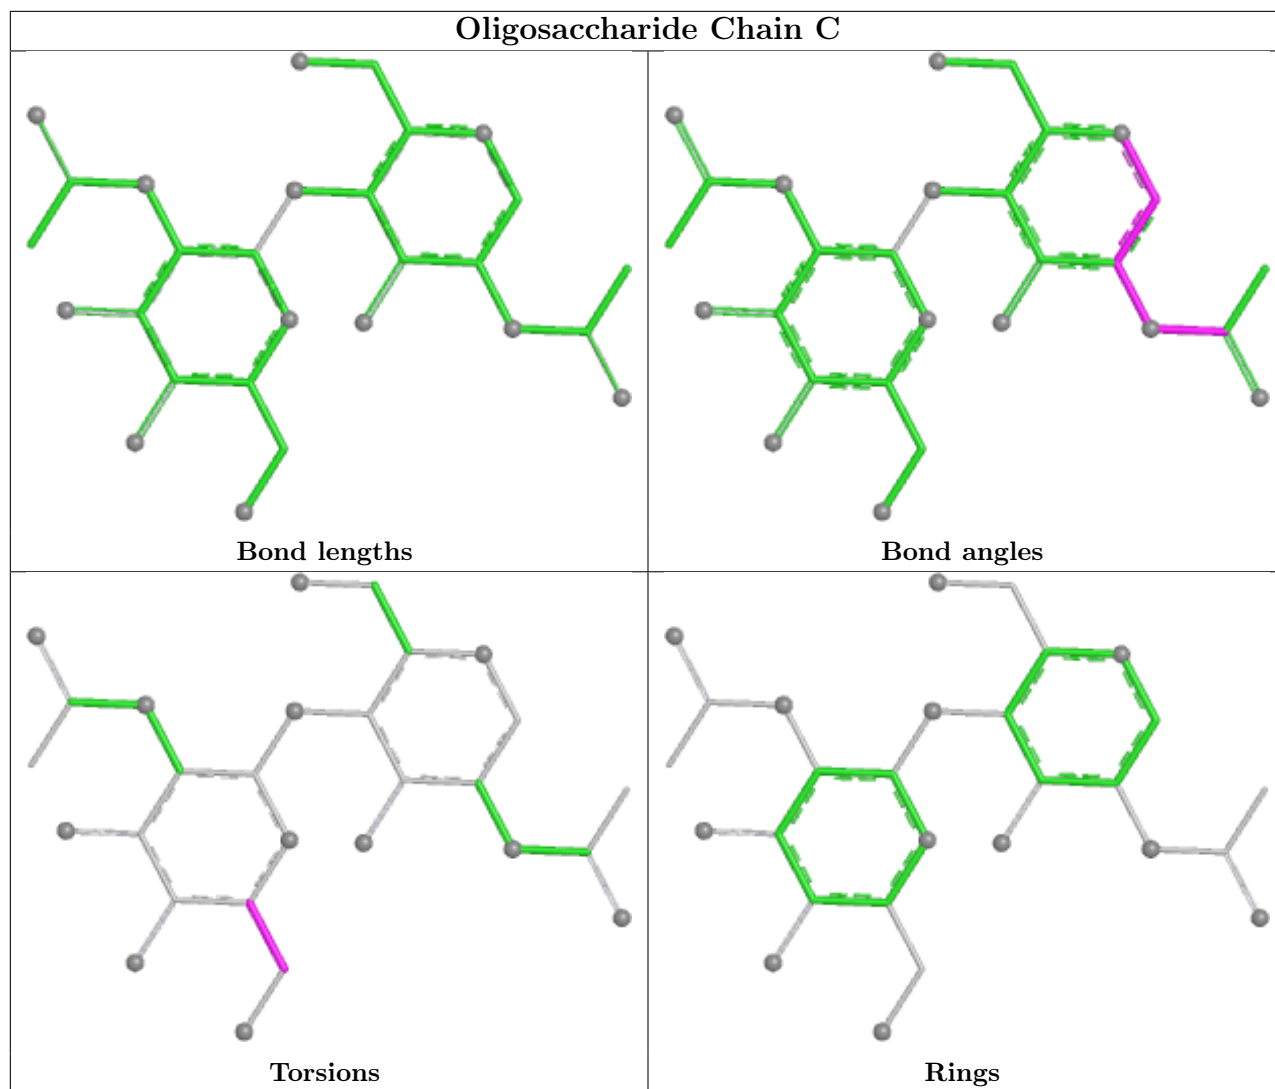 Oligosaccharide Chain C
Bond lengths
Bond angles
Torsions
Rings